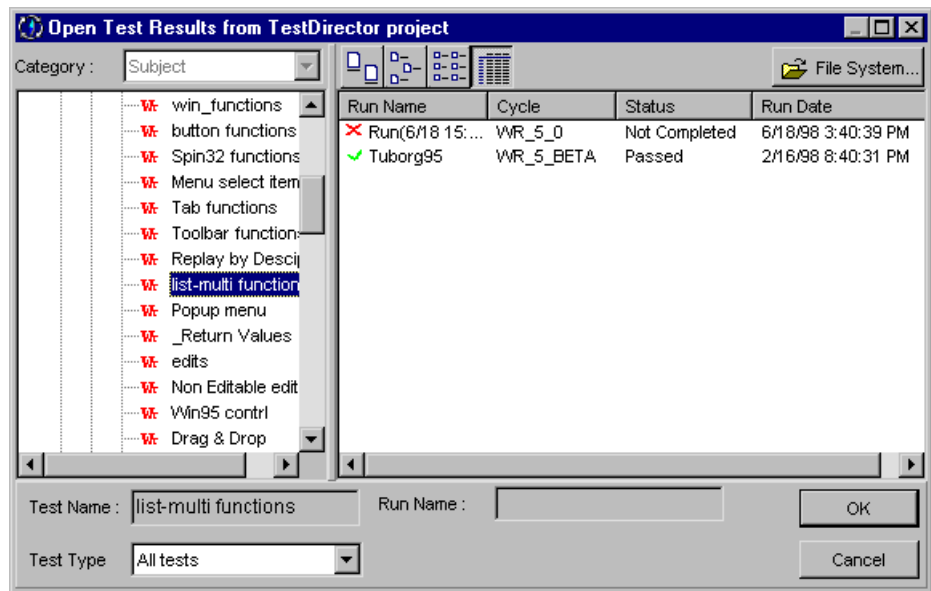 Open Test Results from TestDirector project
Category : Subject
File System...
win_functions
button functions
Spin32 functions
Menu select item
Tab functions
Toolbar function
Replay by Descip
list-multi function
Popup menu
_Return Values
edits
Non Editable edit
Win95 contrl
Drag & Drop
Run Name Cycle Status Run Date
Run(6/18 15:... WR_5_0 Not Completed 6/18/98 3:40:39 PM
Tuborg95 WR_5_BETA Passed 2/16/98 8:40:31 PM
Test Name : list-multi functions Run Name : OK
Test Type All tests Cancel